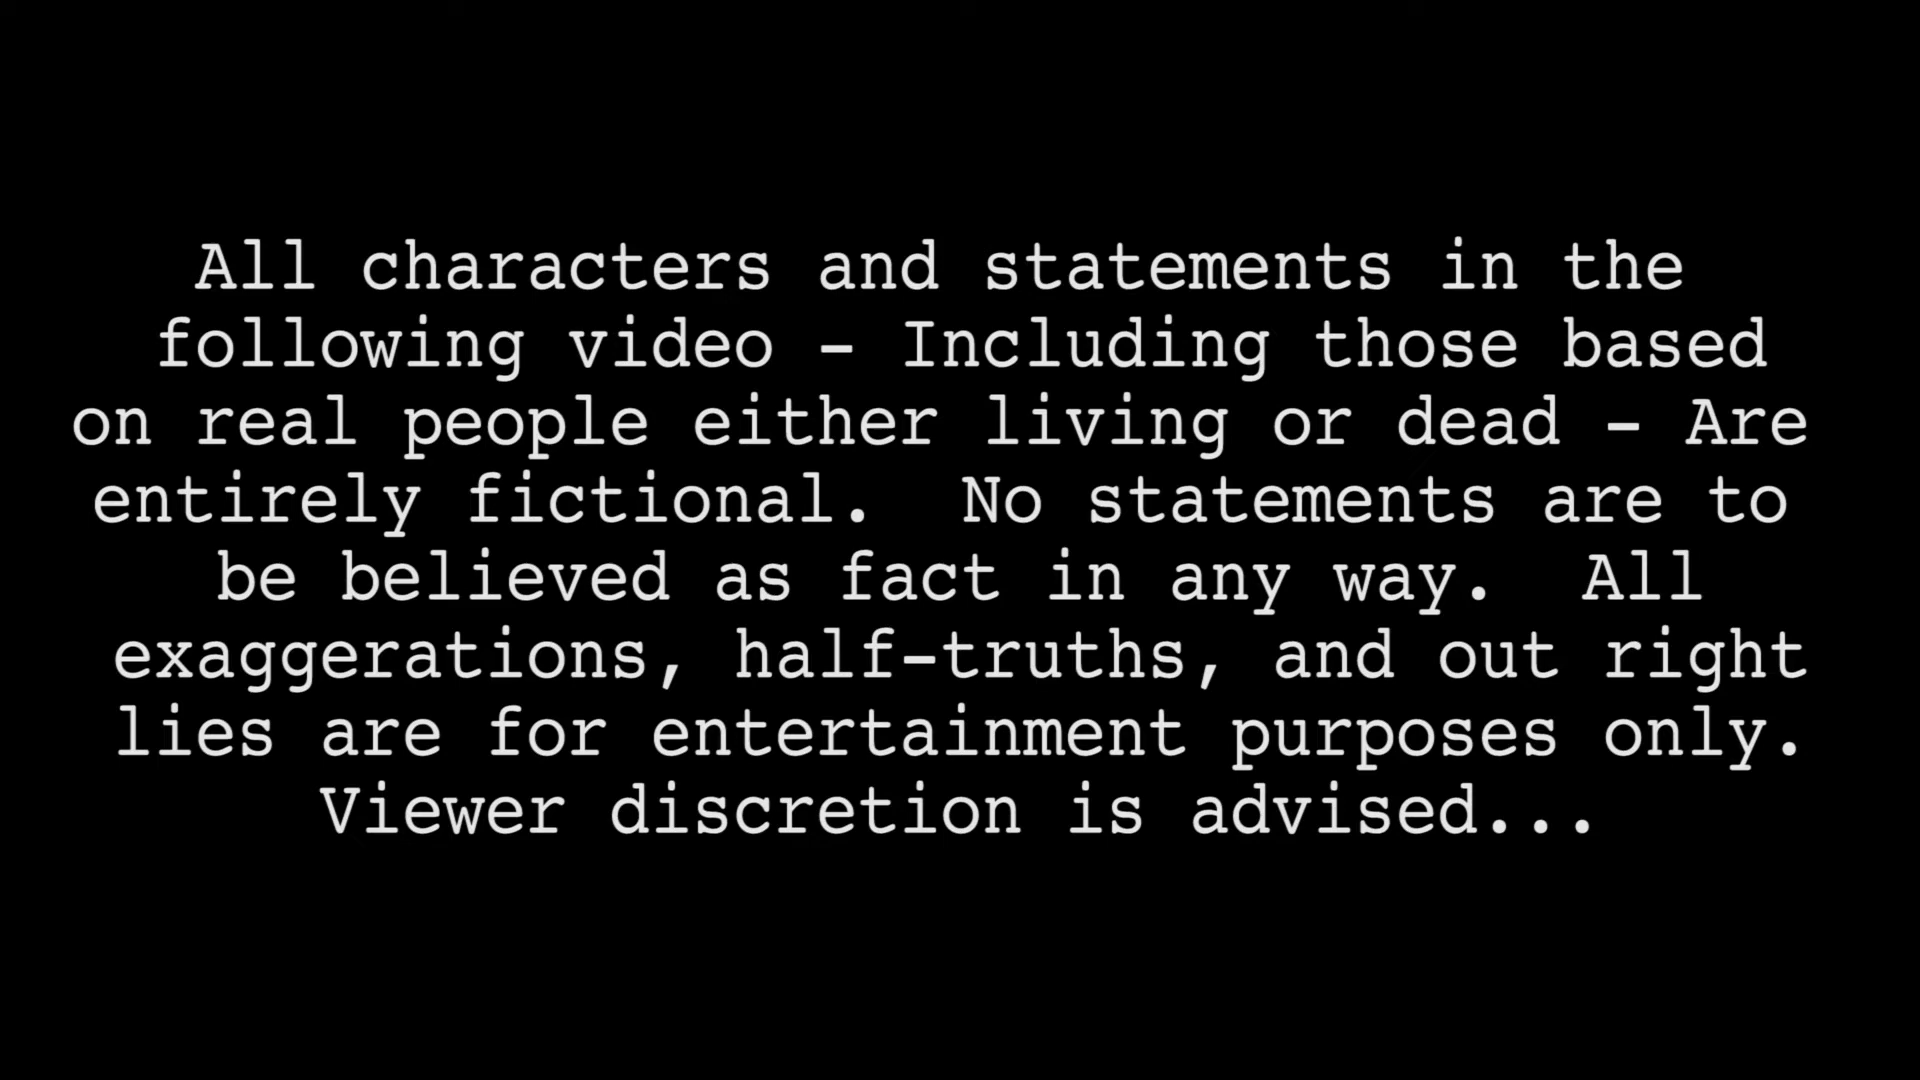 All characters and statements in the
following video - Including those based
on real people either living or dead - Are
entirely fictional.  No statements are to
be believed as fact in any way.  All
exaggerations, half-truths, and out right
lies are for entertainment purposes only.
Viewer discretion is advised...